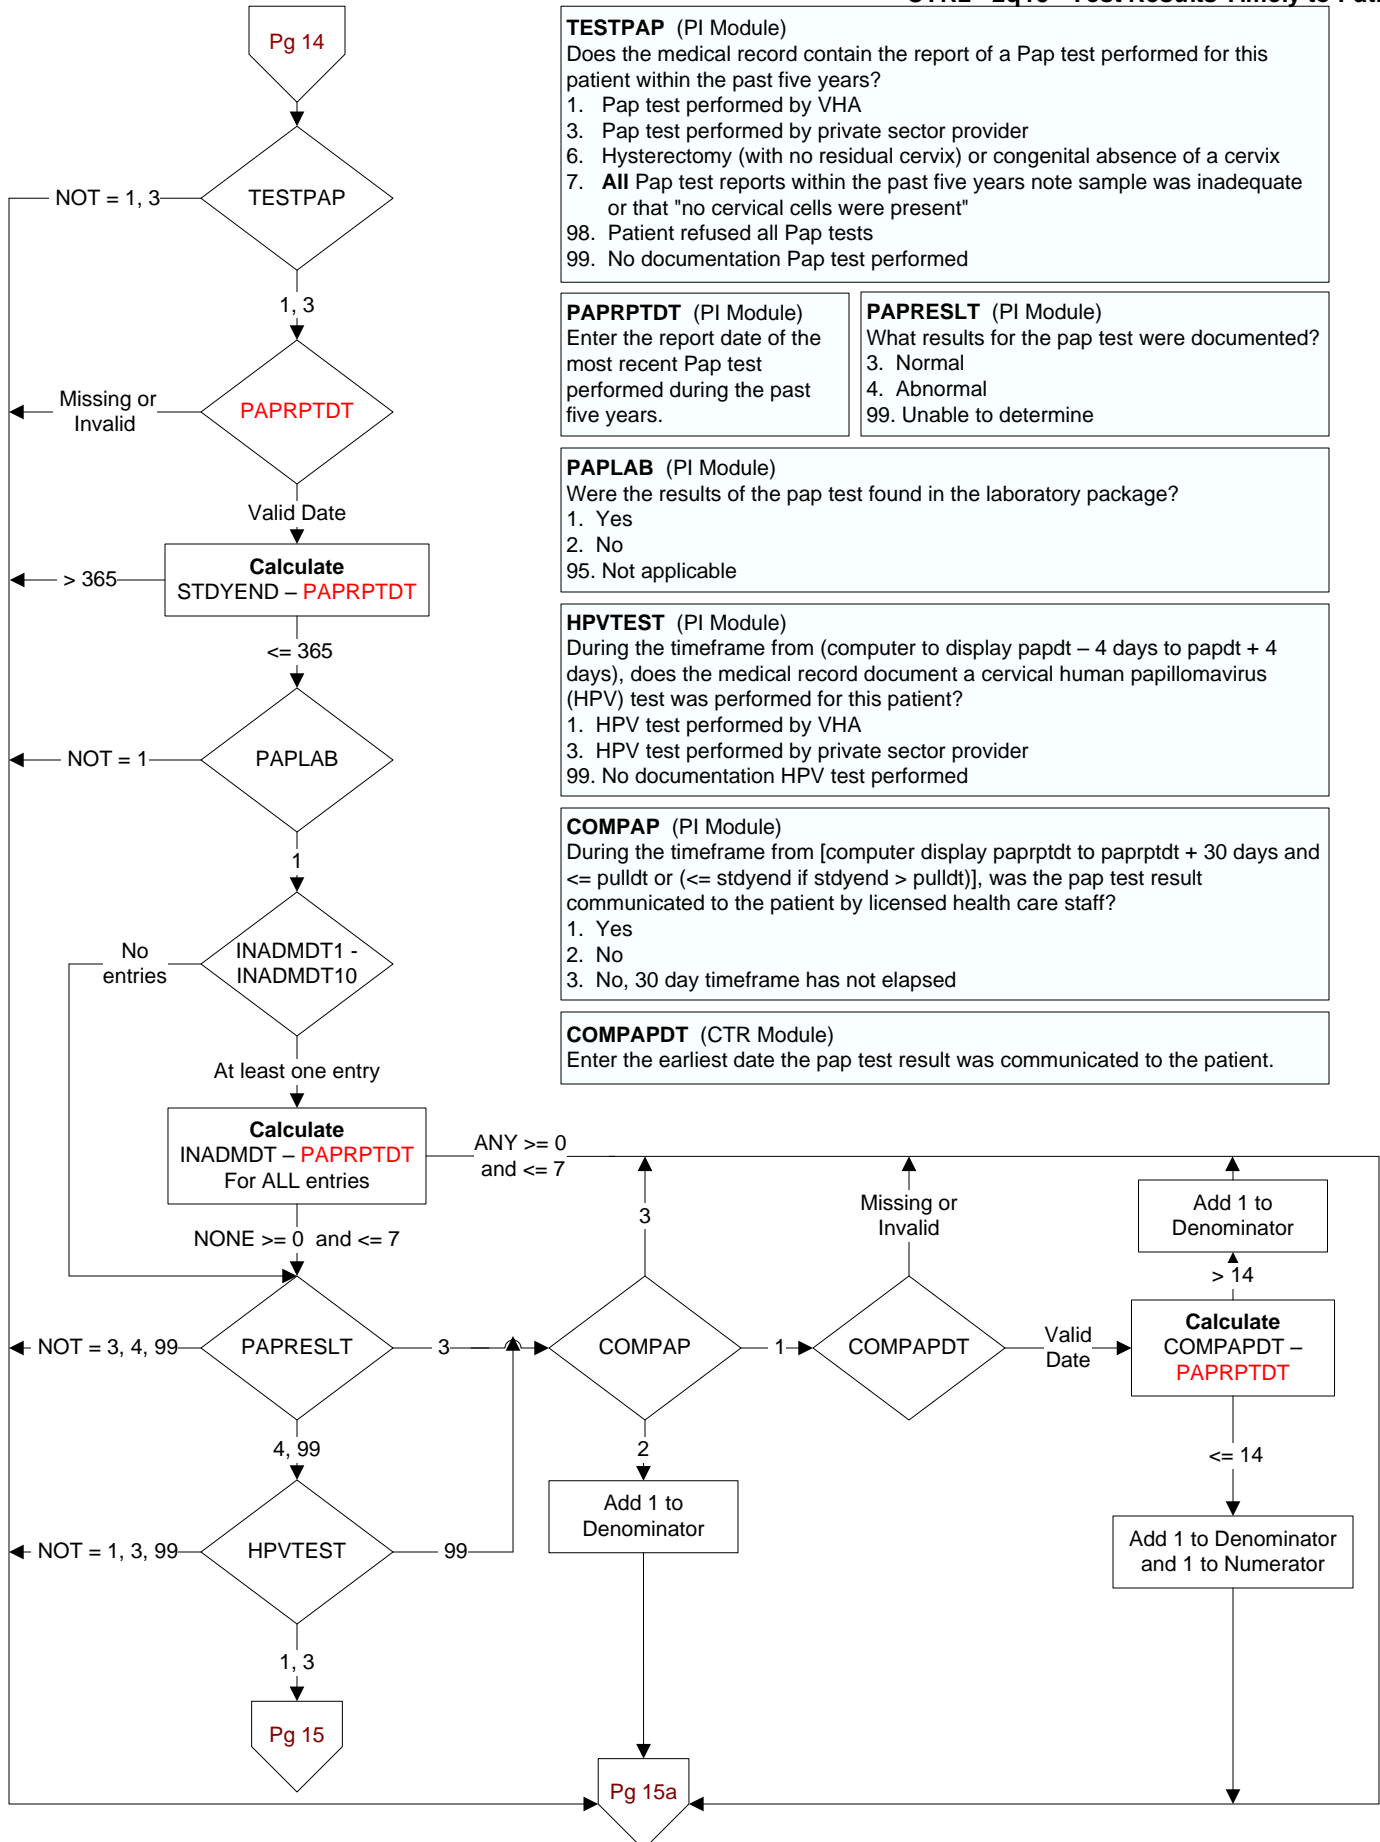 Pg 14
TESTPAP
NOT = 1, 3
1, 3
PAPRPTDT
Missing or
Invalid
Valid Date
Calculate
STDYEND – PAPRPTDT
> 365
<= 365
PAPLAB
NOT = 1
1
INADMDT1 -
INADMDT10
No
entries
At least one entry
Calculate
INADMDT – PAPRPTDT
For ALL entries
ANY >= 0
and <= 7
NONE >= 0 and <= 7
PAPRESLT
NOT = 3, 4, 99
3
4, 99
HPVTEST
NOT = 1, 3, 99
99
1, 3
Pg 15
COMPAP
3
1
2
Add 1 to
Denominator
COMPAPDT
Missing or
Invalid
Valid
Date
Calculate
COMPAPDT –
PAPRPTDT
> 14
Add 1 to
Denominator
<= 14
Add 1 to Denominator
and 1 to Numerator
Pg 15a
TESTPAP (PI Module)
Does the medical record contain the report of a Pap test performed for this
patient within the past five years?
1. Pap test performed by VHA
3. Pap test performed by private sector provider
6. Hysterectomy (with no residual cervix) or congenital absence of a cervix
7. All Pap test reports within the past five years note sample was inadequate
or that "no cervical cells were present"
98. Patient refused all Pap tests
99. No documentation Pap test performed
PAPRPTDT (PI Module)
Enter the report date of the
most recent Pap test
performed during the past
five years.
PAPRESLT (PI Module)
What results for the pap test were documented?
3. Normal
4. Abnormal
99. Unable to determine
PAPLAB (PI Module)
Were the results of the pap test found in the laboratory package?
1. Yes
2. No
95. Not applicable
HPVTEST (PI Module)
During the timeframe from (computer to display papdt – 4 days to papdt + 4
days), does the medical record document a cervical human papillomavirus
(HPV) test was performed for this patient?
1. HPV test performed by VHA
3. HPV test performed by private sector provider
99. No documentation HPV test performed
COMPAP (PI Module)
During the timeframe from [computer display paprptdt to paprptdt + 30 days and
<= pulldt or (<= stdyend if stdyend > pulldt)], was the pap test result
communicated to the patient by licensed health care staff?
1. Yes
2. No
3. No, 30 day timeframe has not elapsed
COMPAPDT (CTR Module)
Enter the earliest date the pap test result was communicated to the patient.